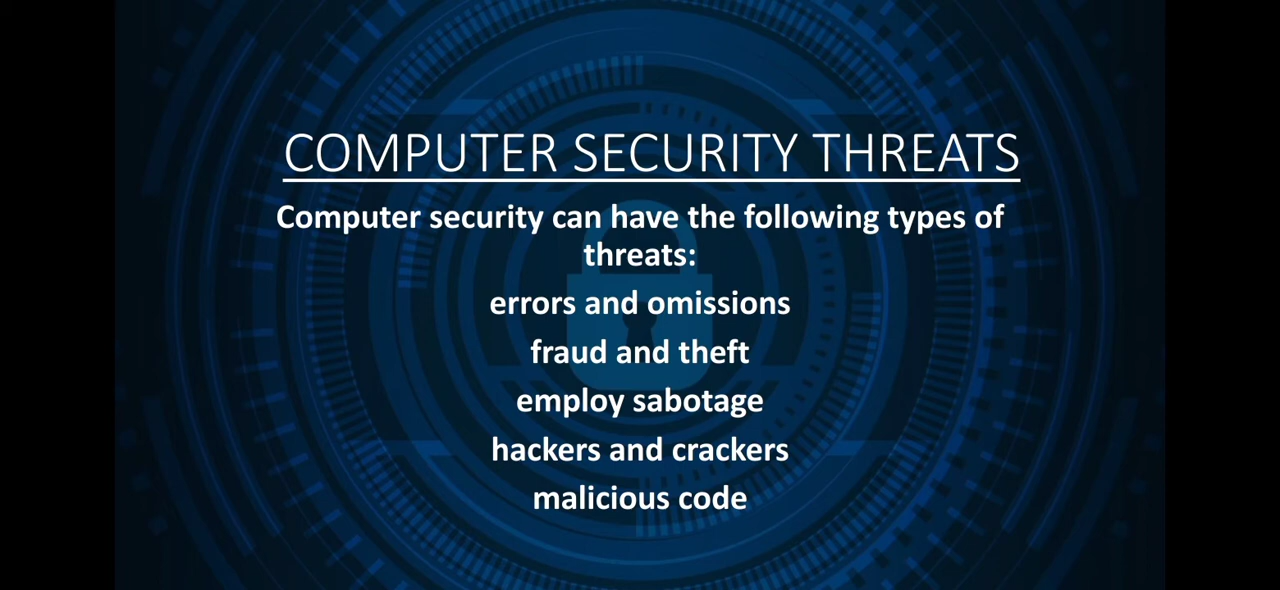 COMPUTER SECURITY THREATS
Computer security can have the following types of
threats:
errors and omissions
fraud and theft
employ sabotage
hackers and crackers
malicious code